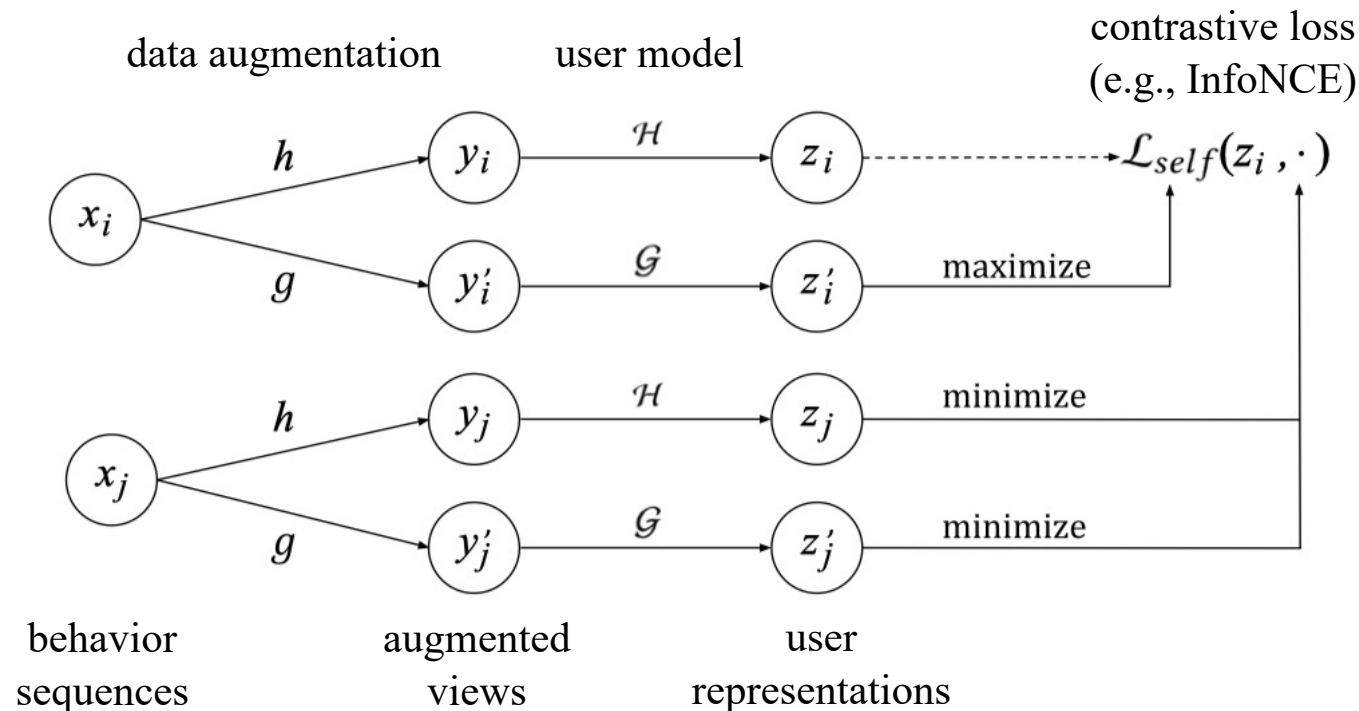 data augmentation
user model
contrastive loss
(e.g., InfoNCE)
x_i
h
g
y_i
ℋ
z_i
ℒ_self(z_i , ·)
y'_i
𝒢
z'_i
maximize
x_j
h
g
y_j
ℋ
z_j
minimize
y'_j
𝒢
z'_j
minimize
behavior
sequences
augmented
views
user
representations